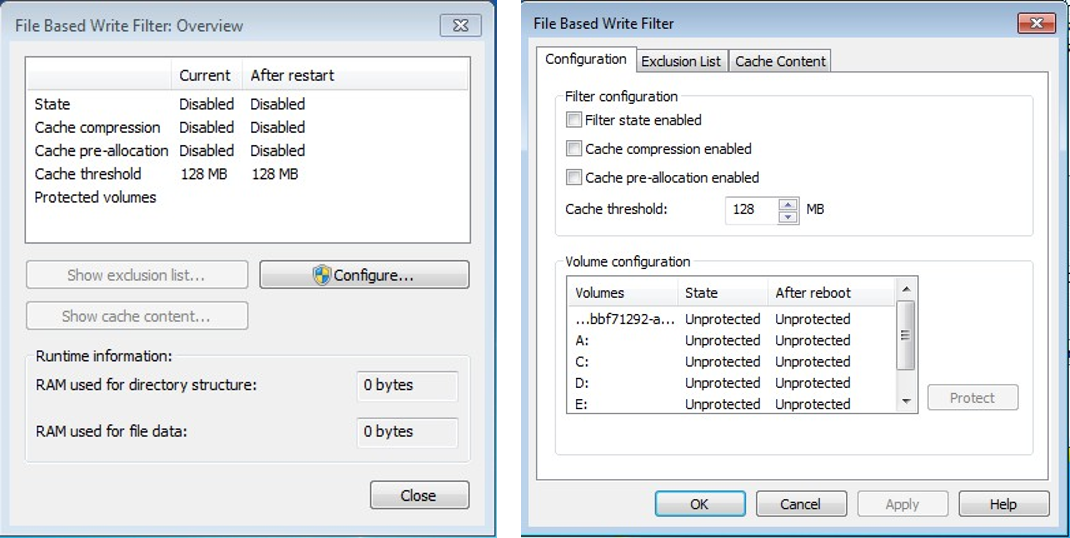 File Based Write Filter: Overview
Current After restart
State Disabled Disabled
Cache compression Disabled Disabled
Cache pre-allocation Disabled Disabled
Cache threshold 128 MB 128 MB
Protected volumes
Show exclusion list...
Configure...
Show cache content...
Runtime information:
RAM used for directory structure: 0 bytes
RAM used for file data: 0 bytes
Close
File Based Write Filter
Configuration Exclusion List Cache Content
Filter configuration
Filter state enabled
Cache compression enabled
Cache pre-allocation enabled
Cache threshold: 128 MB
Volume configuration
Volumes State After reboot
...bbf71292-a... Unprotected Unprotected
A: Unprotected Unprotected
C: Unprotected Unprotected
D: Unprotected Unprotected
E: Unprotected Unprotected
Protect
OK Cancel Apply Help